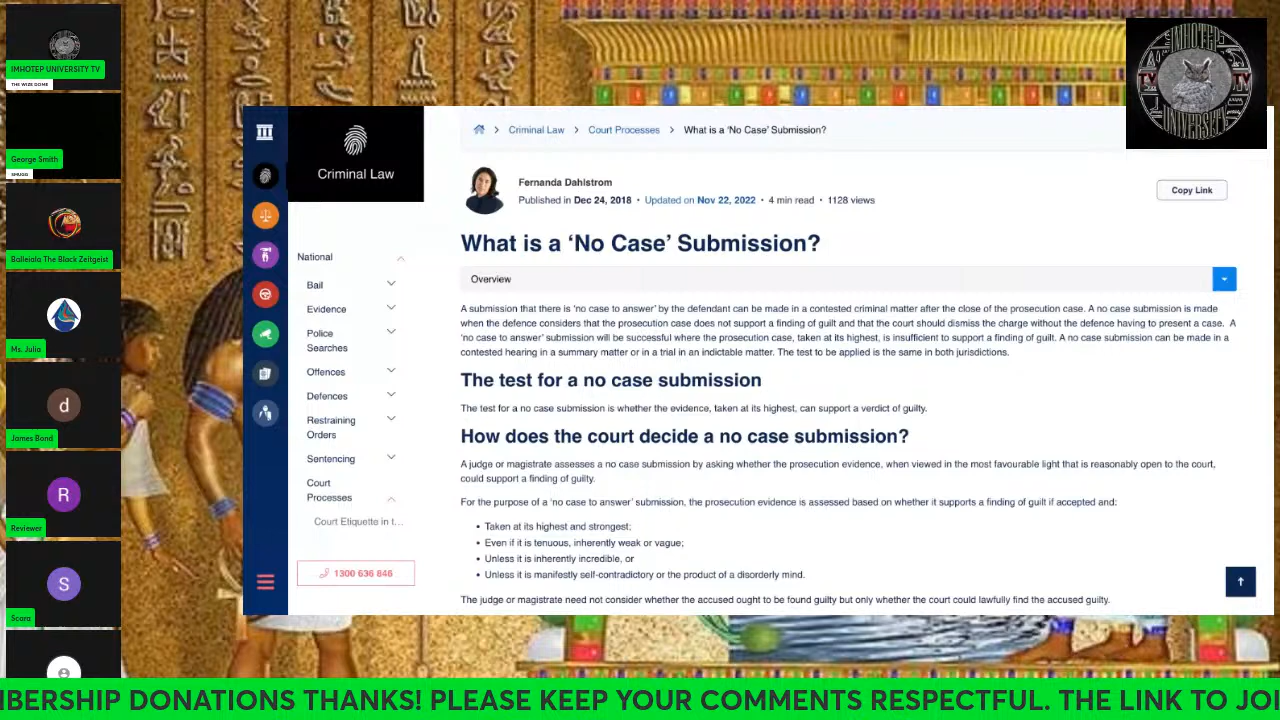 IMHOTEP UNIVERSITY TV
THE WIZE DOME
George Smith
SHUGG
Balleiala The Black Zeitgeist
Ms. Julia
d
James Bond
R
Reviewer
S
Scara
Criminal Law
National
Bail
Evidence
Police
Searches
Offences
Defences
Restraining
Orders
Sentencing
Court
Processes
Court Etiquette in t...
1300 636 846
Criminal Law > Court Processes > What is a ‘No Case’ Submission?
Fernanda Dahlstrom
Published in Dec 24, 2018 • Updated on Nov 22, 2022 • 4 min read • 1128 views
Copy Link
What is a ‘No Case’ Submission?
Overview
A submission that there is ‘no case to answer’ by the defendant can be made in a contested criminal matter after the close of the prosecution case. A no case submission is made
when the defence considers that the prosecution case does not support a finding of guilt and that the court should dismiss the charge without the defence having to present a case. A
‘no case to answer’ submission will be successful where the prosecution case, taken at its highest, is insufficient to support a finding of guilt. A no case submission can be made in a
contested hearing in a summary matter or in a trial in an indictable matter. The test to be applied is the same in both jurisdictions.
The test for a no case submission
The test for a no case submission is whether the evidence, taken at its highest, can support a verdict of guilty.
How does the court decide a no case submission?
A judge or magistrate assesses a no case submission by asking whether the prosecution evidence, when viewed in the most favourable light that is reasonably open to the court,
could support a finding of guilty.
For the purpose of a ‘no case to answer’ submission, the prosecution evidence is assessed based on whether it supports a finding of guilt if accepted and:
• Taken at its highest and strongest;
• Even if it is tenuous, inherently weak or vague;
• Unless it is inherently incredible, or
• Unless it is manifestly self-contradictory or the product of a disorderly mind.
The judge or magistrate need not consider whether the accused ought to be found guilty but only whether the court could lawfully find the accused guilty.
IMHOTEP
TV TV
UNIVERSITY
MBERSHIP DONATIONS THANKS! PLEASE KEEP YOUR COMMENTS RESPECTFUL. THE LINK TO JOI